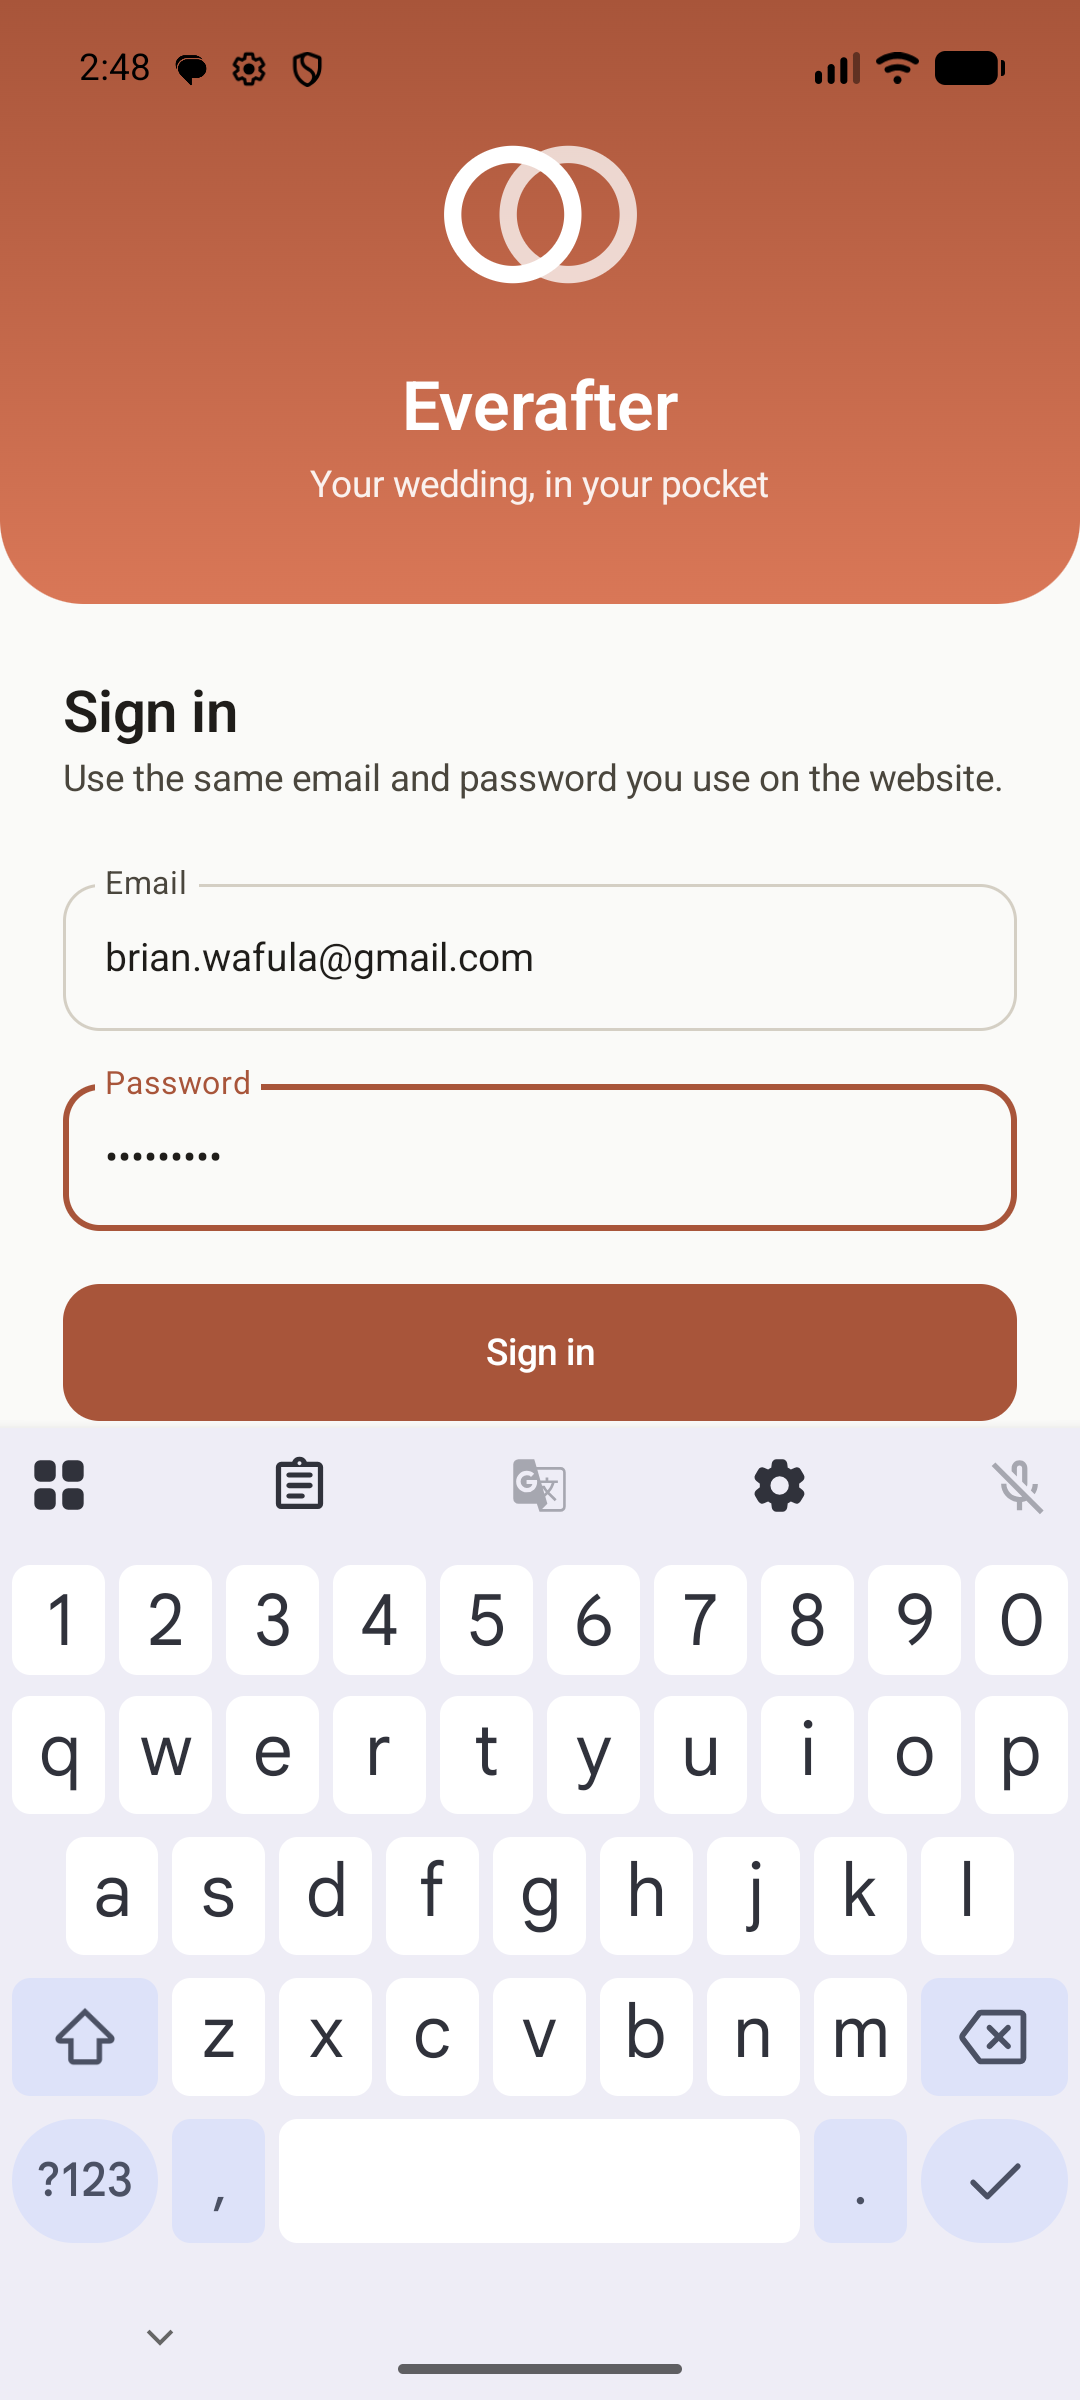 2:48
Everafter
Your wedding, in your pocket
Sign in
Use the same email and password you use on the website.
Email
brian.wafula@gmail.com
Password
•••••••••
Sign in
1 2 3 4 5 6 7 8 9 0
q w e r t y u i o p
a s d f g h j k l
z x c v b n m
?123 , .